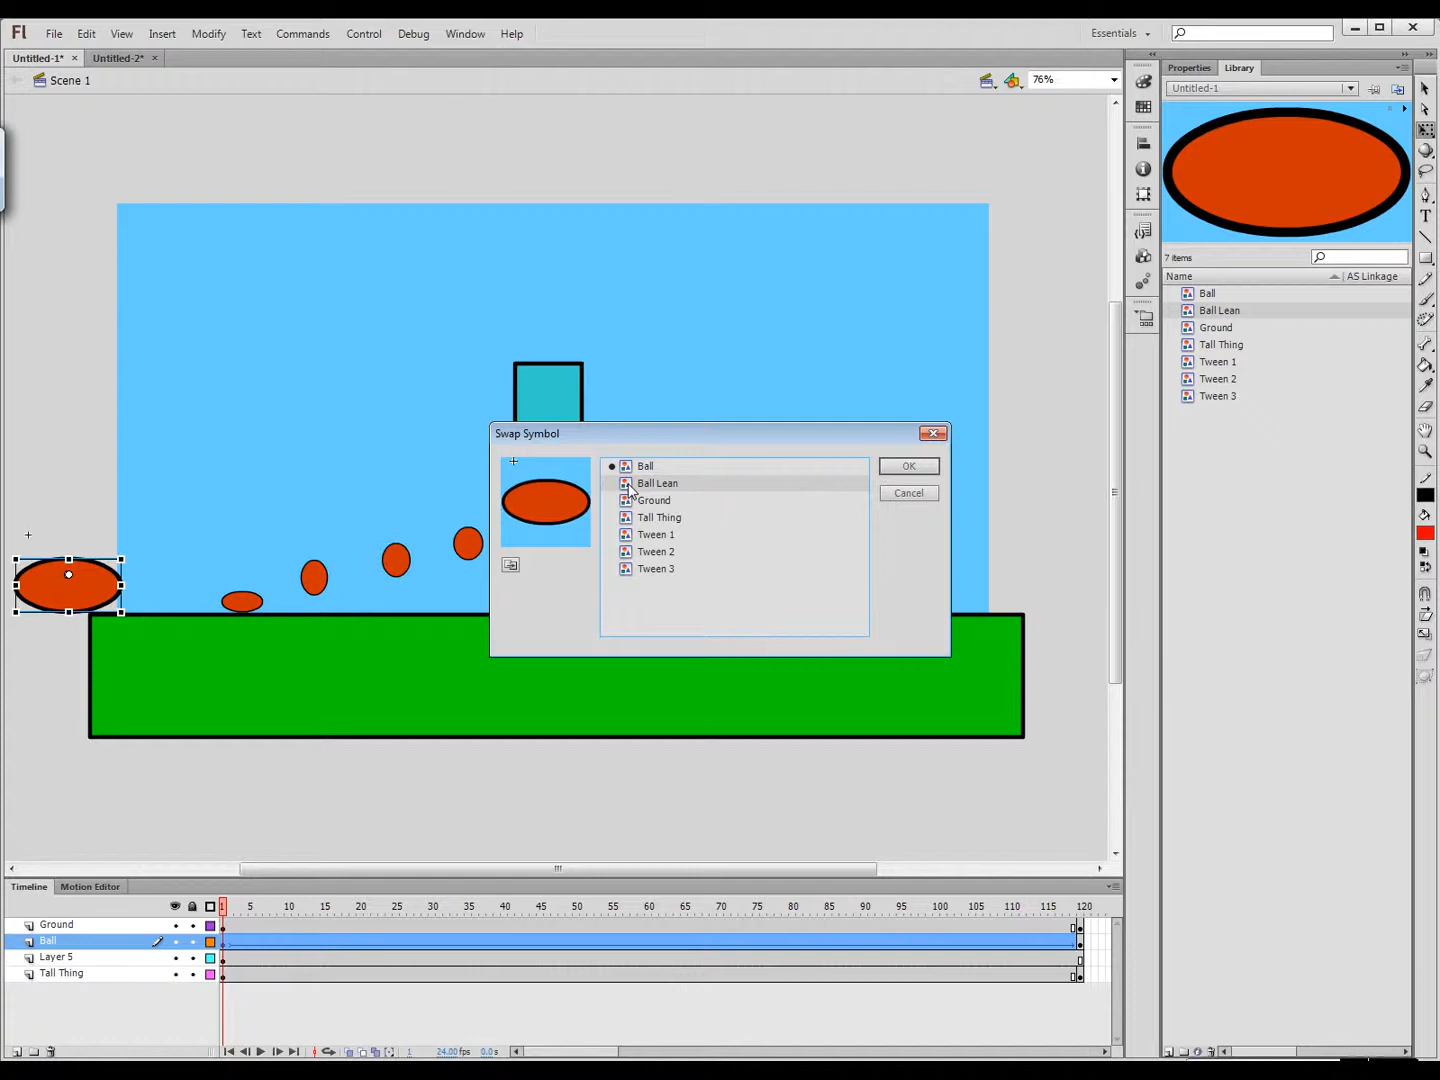 Fl File Edit View Insert Modify Text Commands Control Debug Window Help Essentials
Untitled-1* × Untitled-2* ×
Scene 1 76%
Properties Library
Untitled-1
7 items
Name AS Linkage
Ball
Ball Lean
Ground
Tall Thing
Tween 1
Tween 2
Tween 3
Swap Symbol
Ball
Ball Lean
Ground
Tall Thing
Tween 1
Tween 2
Tween 3
OK
Cancel
T
Timeline Motion Editor
1 5 10 15 20 25 30 35 40 45 50 55 60 65 70 75 80 85 90 95 100 105 110 115 120
Ground
Ball
Layer 5
Tall Thing
1 24.00fps 0.0s